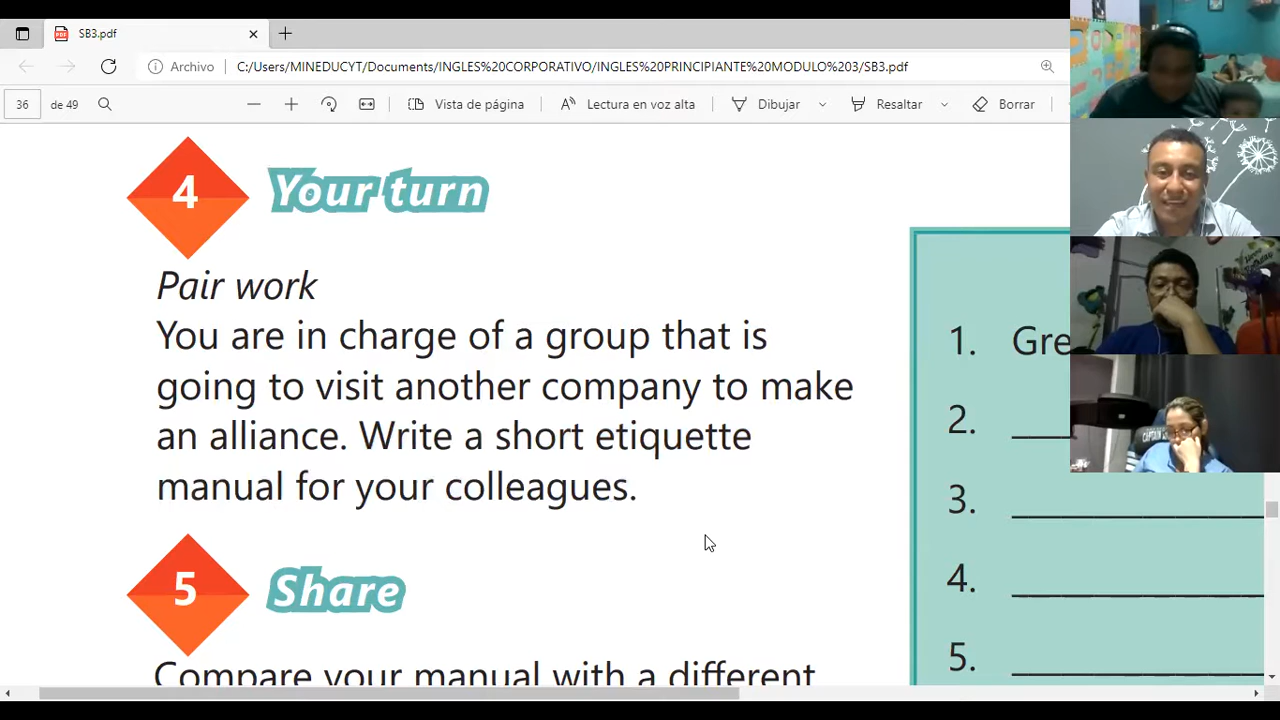 SB3.pdf
Archivo
C:/Users/MINEDUCYT/Documents/INGLES%20CORPORATIVO/INGLES%20PRINCIPIANTE%20MODULO%203/SB3.pdf
36 de 49
Vista de página
Lectura en voz alta
Dibujar
Resaltar
Borrar
4 Your turn
Pair work
You are in charge of a group that is
going to visit another company to make
an alliance. Write a short etiquette
manual for your colleagues.
5 Share
Compare your manual with a different
1. Gre
2.
3.
4.
5.